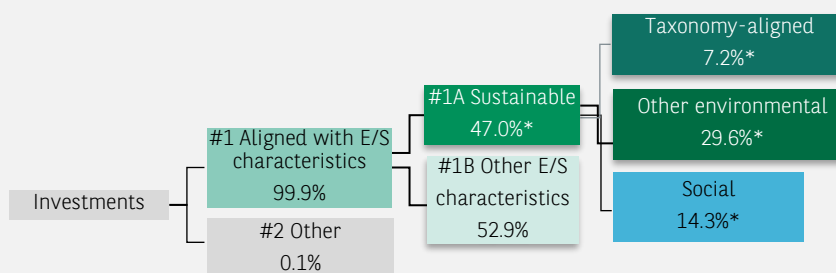 Investments
#1 Aligned with E/S
characteristics
99.9%
#2 Other
0.1%
#1A Sustainable
47.0%*
#1B Other E/S
characteristics
52.9%
Taxonomy-aligned
7.2%*
Other environmental
29.6%*
Social
14.3%*